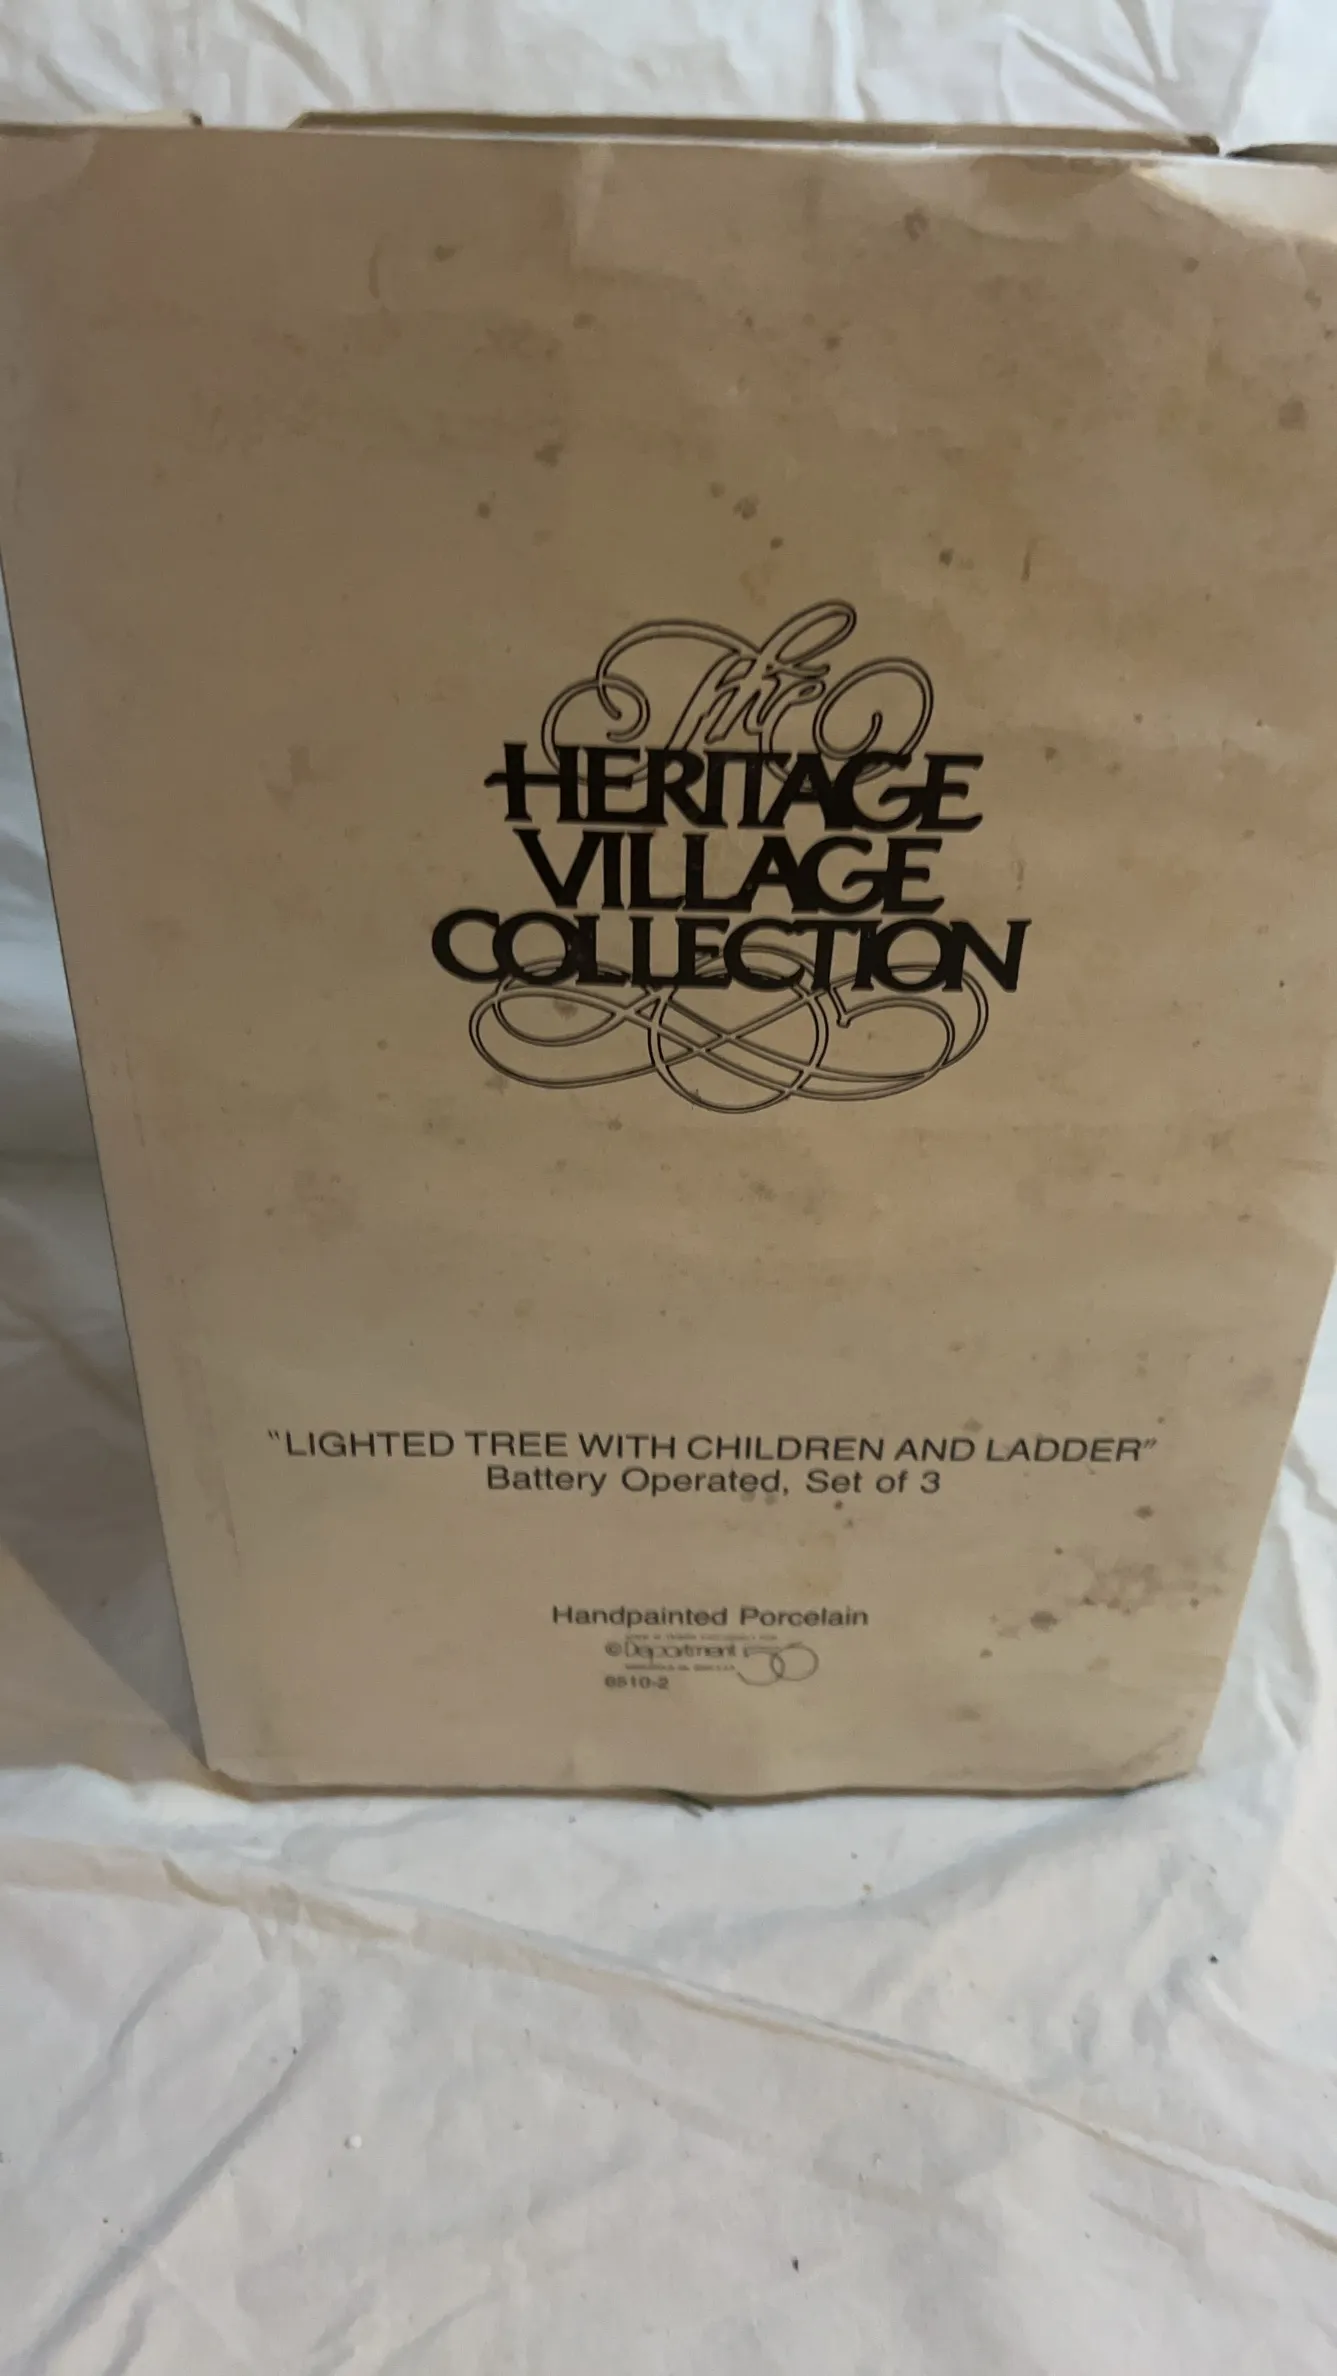 The
HERITAGE
VILLAGE
COLLECTION
"LIGHTED TREE WITH CHILDREN AND LADDER"
Battery Operated, Set of 3
Handpainted Porcelain
©Department 56
6510-2